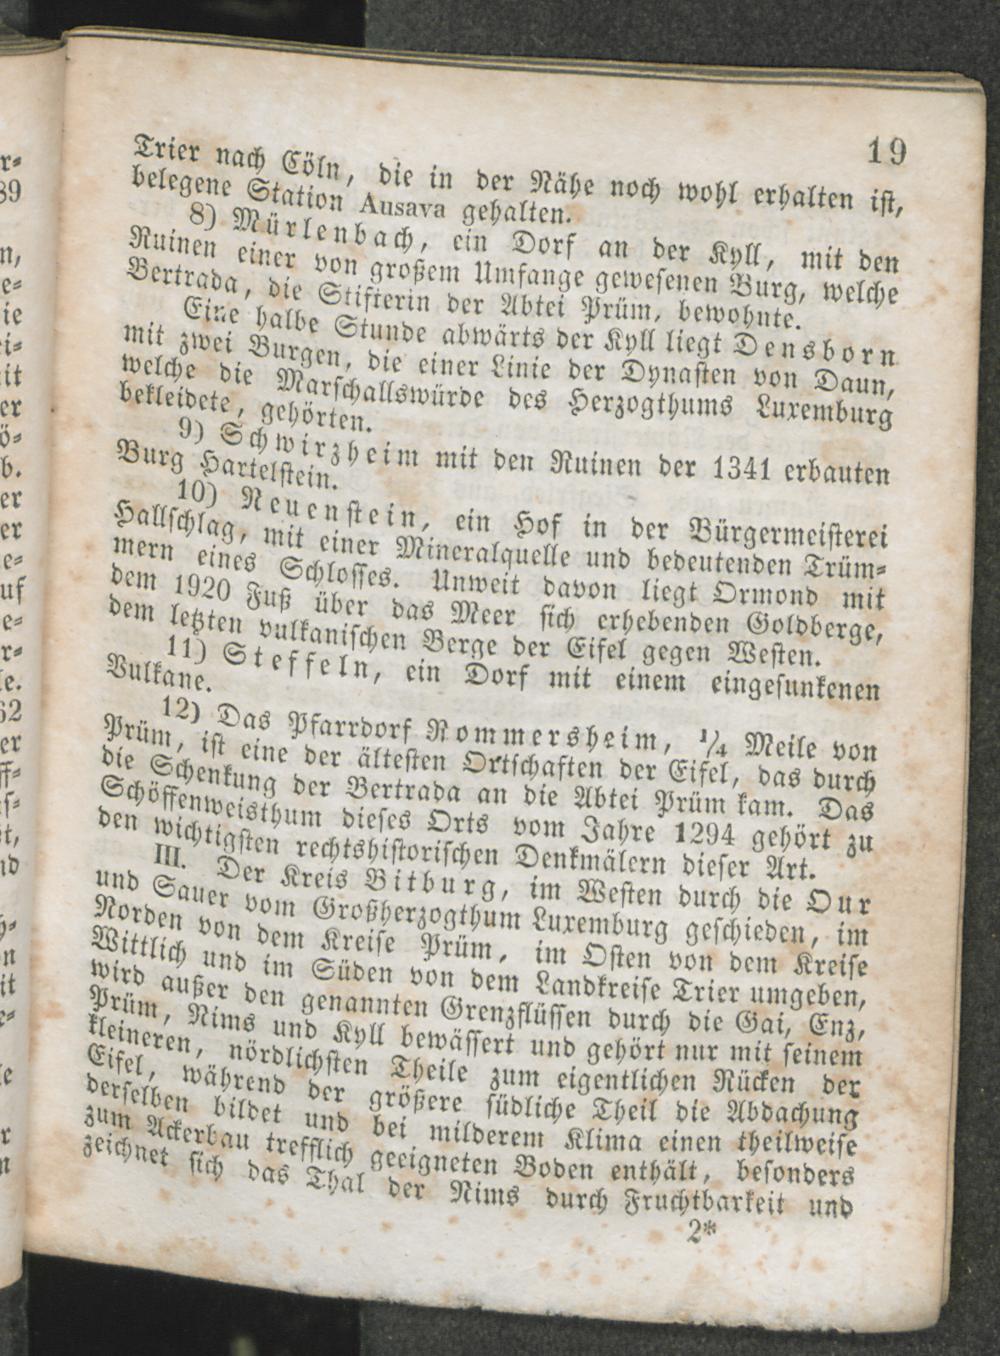 19
Trier nach Cöln, die in der Nähe noch wohl erhalten ist,
belegene Station Ausava gehalten.
8) Mürlenbach, ein Dorf an der Kyll, mit den
Ruinen einer von großem Umfange gewesenen Burg, welche
Bertrada, die Stifterin der Abtei Prüm, bewohnte.
Eine halbe Stunde abwärts der Kyll liegt Densborn
mit zwei Burgen, die einer Linie der Dynasten von Daun,
welche die Marschallswürde des Herzogthums Luxemburg
bekleidete, gehörten.
9) Schwirzheim mit den Ruinen der 1341 erbauten
Burg Hartelstein.
10) Neuenstein, ein Hof in der Bürgermeisterei
Hallschlag, mit einer Mineralquelle und bedeutenden Trüm-
mern eines Schlosses. Unweit davon liegt Ormond mit
dem 1920 Fuß über das Meer sich erhebenden Goldberge,
dem letzten vulkanischen Berge der Eifel gegen Westen.
11) Steffeln, ein Dorf mit einem eingesunkenen
Vulkane.
12) Das Pfarrdorf Rommersheim, 1/4 Meile von
Prüm, ist eine der ältesten Ortschaften der Eifel, das durch
die Schenkung der Bertrada an die Abtei Prüm kam. Das
Schöffenweisthum dieses Orts vom Jahre 1294 gehört zu
den wichtigsten rechtshistorischen Denkmälern dieser Art.
III. Der Kreis Bitburg, im Westen durch die Our
und Sauer vom Großherzogthum Luxemburg geschieden, im
Norden von dem Kreise Prüm, im Osten von dem Kreise
Wittlich und im Süden von dem Landkreise Trier umgeben,
wird außer den genannten Grenzflüssen durch die Gai, Enz,
Prüm, Nims und Kyll bewässert und gehört nur mit seinem
kleineren, nördlichsten Theile zum eigentlichen Rücken der
Eifel, während der größere südliche Theil die Abdachung
derselben bildet und bei milderem Klima einen theilweise
zum Ackerbau trefflich geeigneten Boden enthält, besonders
zeichnet sich das Thal der Nims durch Fruchtbarkeit und
2*